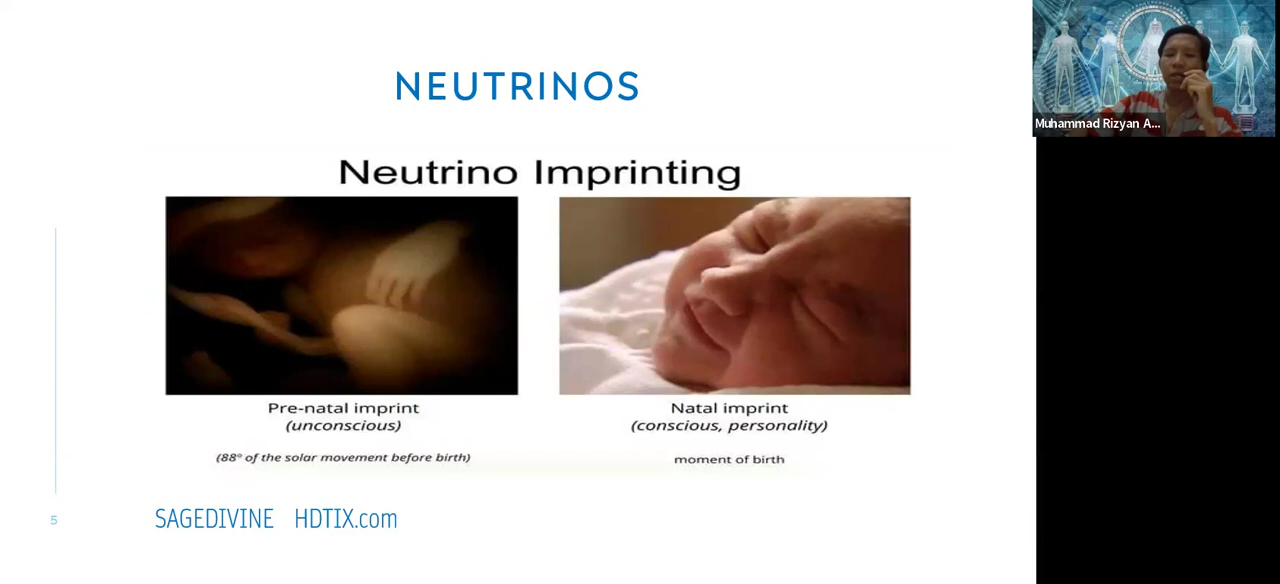 NEUTRINOS
Neutrino Imprinting
Pre-natal imprint
(unconscious)
(88° of the solar movement before birth)
Natal imprint
(conscious, personality)
moment of birth
5
SAGEDIVINE HDTIX.com
Muhammad Rizyan A...